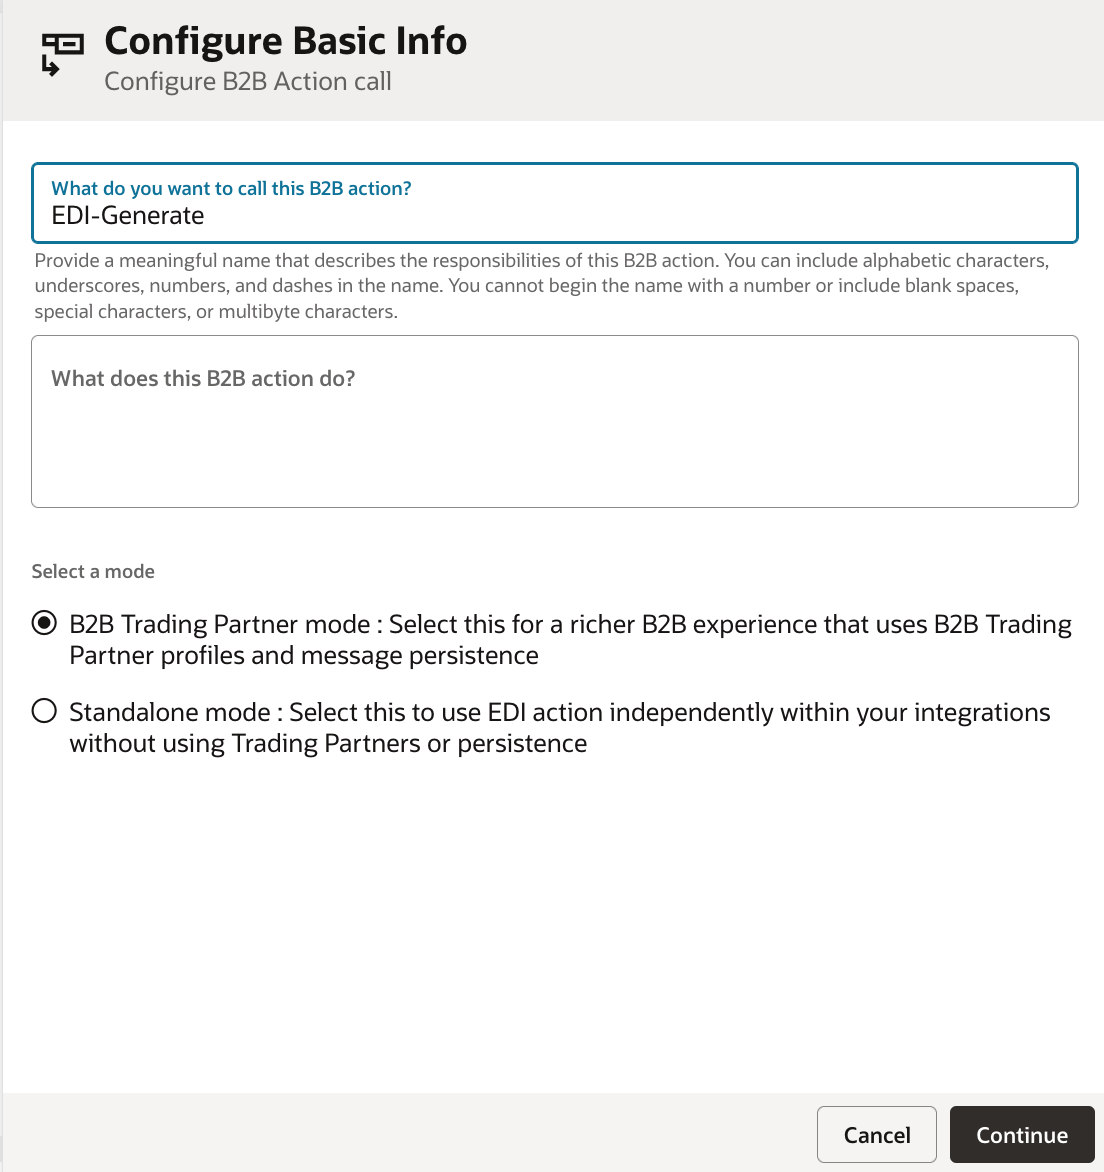 Configure Basic Info
Configure B2B Action call
What do you want to call this B2B action?
EDI-Generate
Provide a meaningful name that describes the responsibilities of this B2B action. You can include alphabetic characters,
underscores, numbers, and dashes in the name. You cannot begin the name with a number or include blank spaces,
special characters, or multibyte characters.
What does this B2B action do?
Select a mode
B2B Trading Partner mode : Select this for a richer B2B experience that uses B2B Trading
Partner profiles and message persistence
Standalone mode : Select this to use EDI action independently within your integrations
without using Trading Partners or persistence
Cancel
Continue